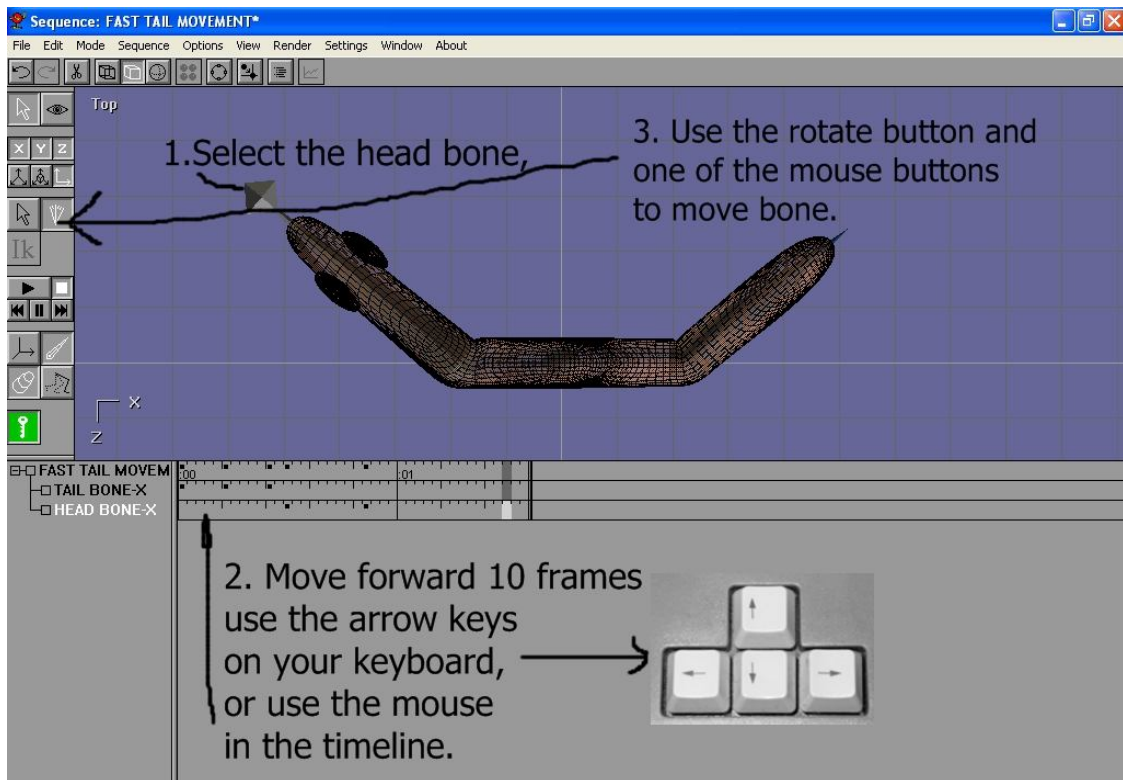 Sequence: FAST TAIL MOVEMENT*
File Edit Mode Sequence Options View Render Settings Window About
Top
1.Select the head bone,
3. Use the rotate button and
one of the mouse buttons
to move bone.
X Y Z
Ik
X
Z
FAST TAIL MOVEM
:00 :01
TAIL BONE-X
HEAD BONE-X
2. Move forward 10 frames
use the arrow keys
on your keyboard,
or use the mouse
in the timeline.